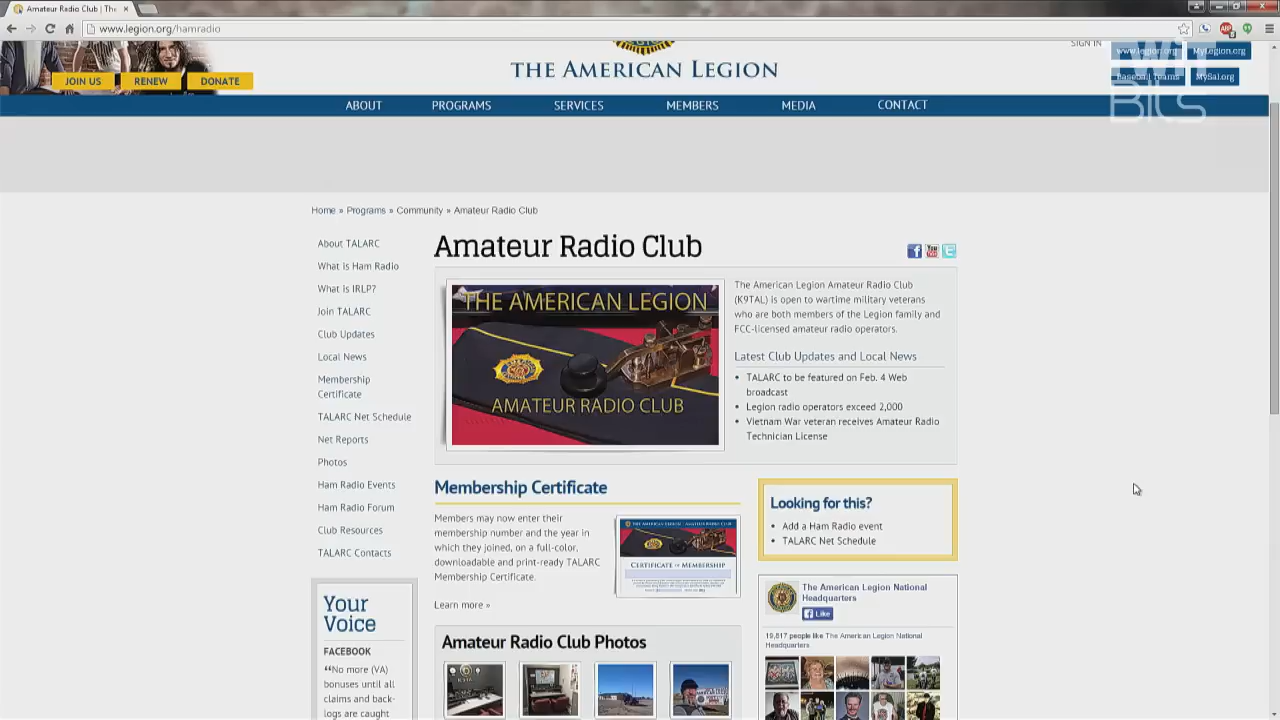 Amateur Radio Club | The
www.legion.org/hamradio
SIGN IN
www.legion.org
MyLegion.org
Baseball Teams
MySal.org
TWiT
Bits
JOIN US
RENEW
DONATE
THE AMERICAN LEGION
ABOUT
PROGRAMS
SERVICES
MEMBERS
MEDIA
CONTACT
Home » Programs » Community » Amateur Radio Club
About TALARC
What is Ham Radio
What is IRLP?
Join TALARC
Club Updates
Local News
Membership
Certificate
TALARC Net Schedule
Net Reports
Photos
Ham Radio Events
Ham Radio Forum
Club Resources
TALARC Contacts
Your
Voice
FACEBOOK
“No more (VA)
bonuses until all
claims and back-
logs are caught
Amateur Radio Club
THE AMERICAN LEGION
AMATEUR RADIO CLUB
The American Legion Amateur Radio Club
(K9TAL) is open to wartime military veterans
who are both members of the Legion family and
FCC-licensed amateur radio operators.
Latest Club Updates and Local News
• TALARC to be featured on Feb. 4 Web
broadcast
• Legion radio operators exceed 2,000
• Vietnam War veteran receives Amateur Radio
Technician License
Membership Certificate
Members may now enter their
membership number and the year in
which they joined, on a full-color,
downloadable and print-ready TALARC
Membership Certificate.
Learn more »
CERTIFICATE OF MEMBERSHIP
Amateur Radio Club Photos
Looking for this?
• Add a Ham Radio event
• TALARC Net Schedule
The American Legion National
Headquarters
Like
19,817 people like The American Legion National
Headquarters